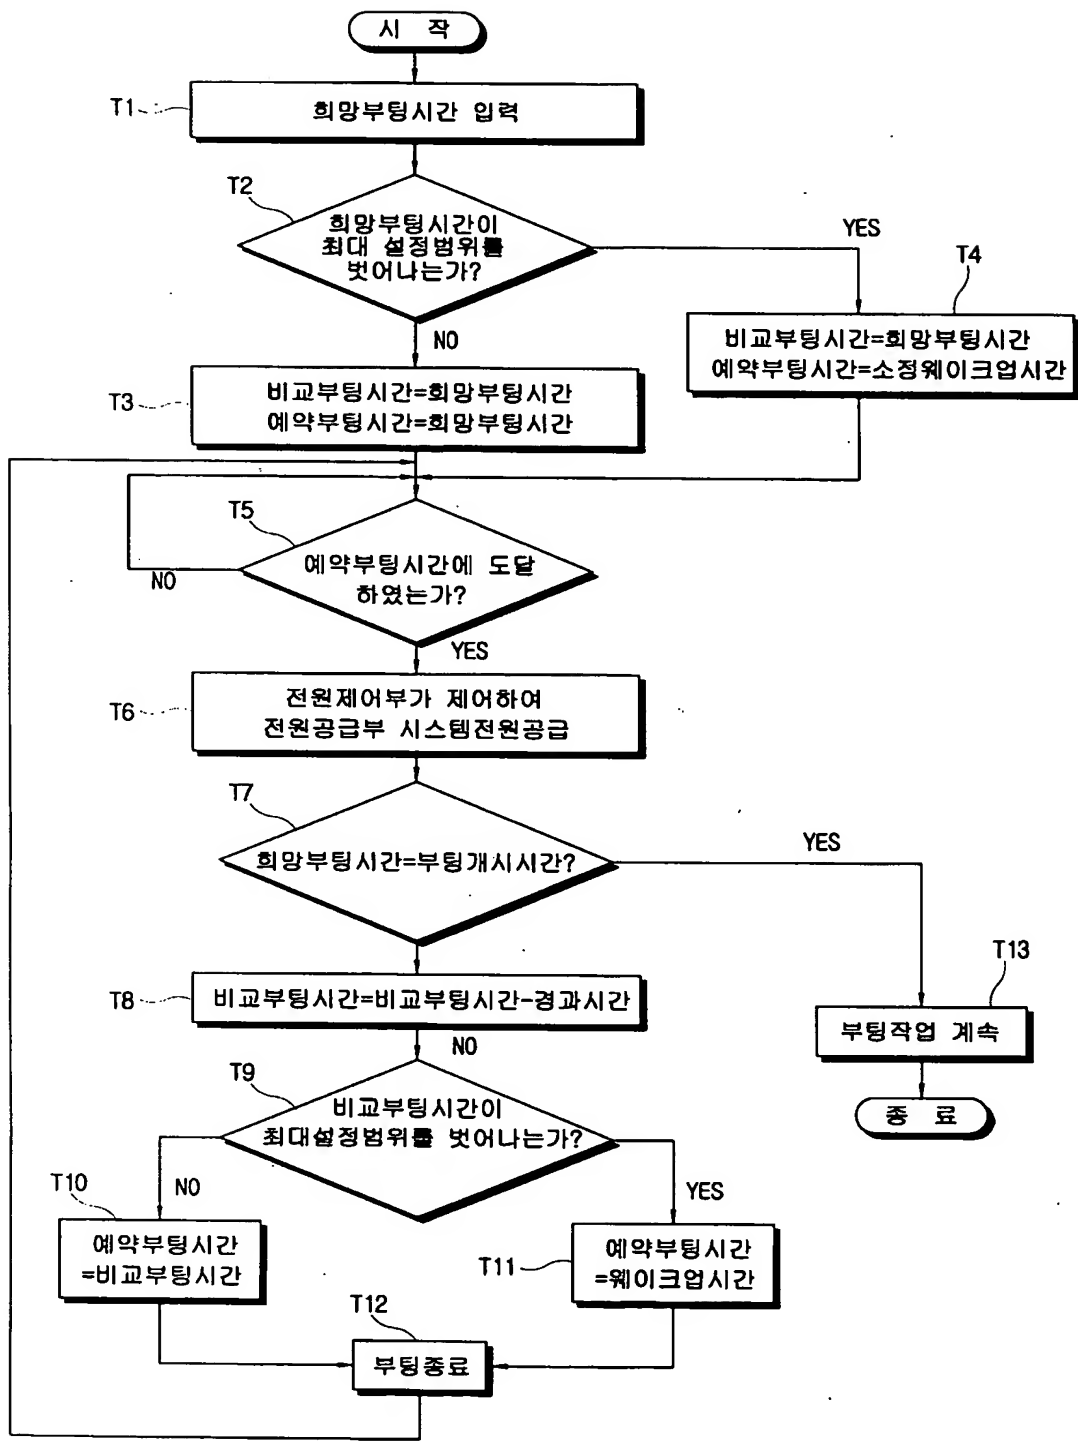 시 작
T1
희망부팅시간 입력
T2
희망부팅시간이
최대 설정범위를
벗어나는가?
YES
NO
T4
비교부팅시간=희망부팅시간
예약부팅시간=소정웨이크업시간
T3
비교부팅시간=희망부팅시간
예약부팅시간=희망부팅시간
T5
예약부팅시간에 도달
하였는가?
NO
YES
T6
전원제어부가 제어하여
전원공급부 시스템전원공급
T7
희망부팅시간=부팅개시시간?
YES
T8
비교부팅시간=비교부팅시간-경과시간
NO
T13
부팅작업 계속
종 료
T9
비교부팅시간이
최대설정범위를 벗어나는가?
NO
YES
T10
예약부팅시간
=비교부팅시간
T11
예약부팅시간
=웨이크업시간
T12
부팅종료